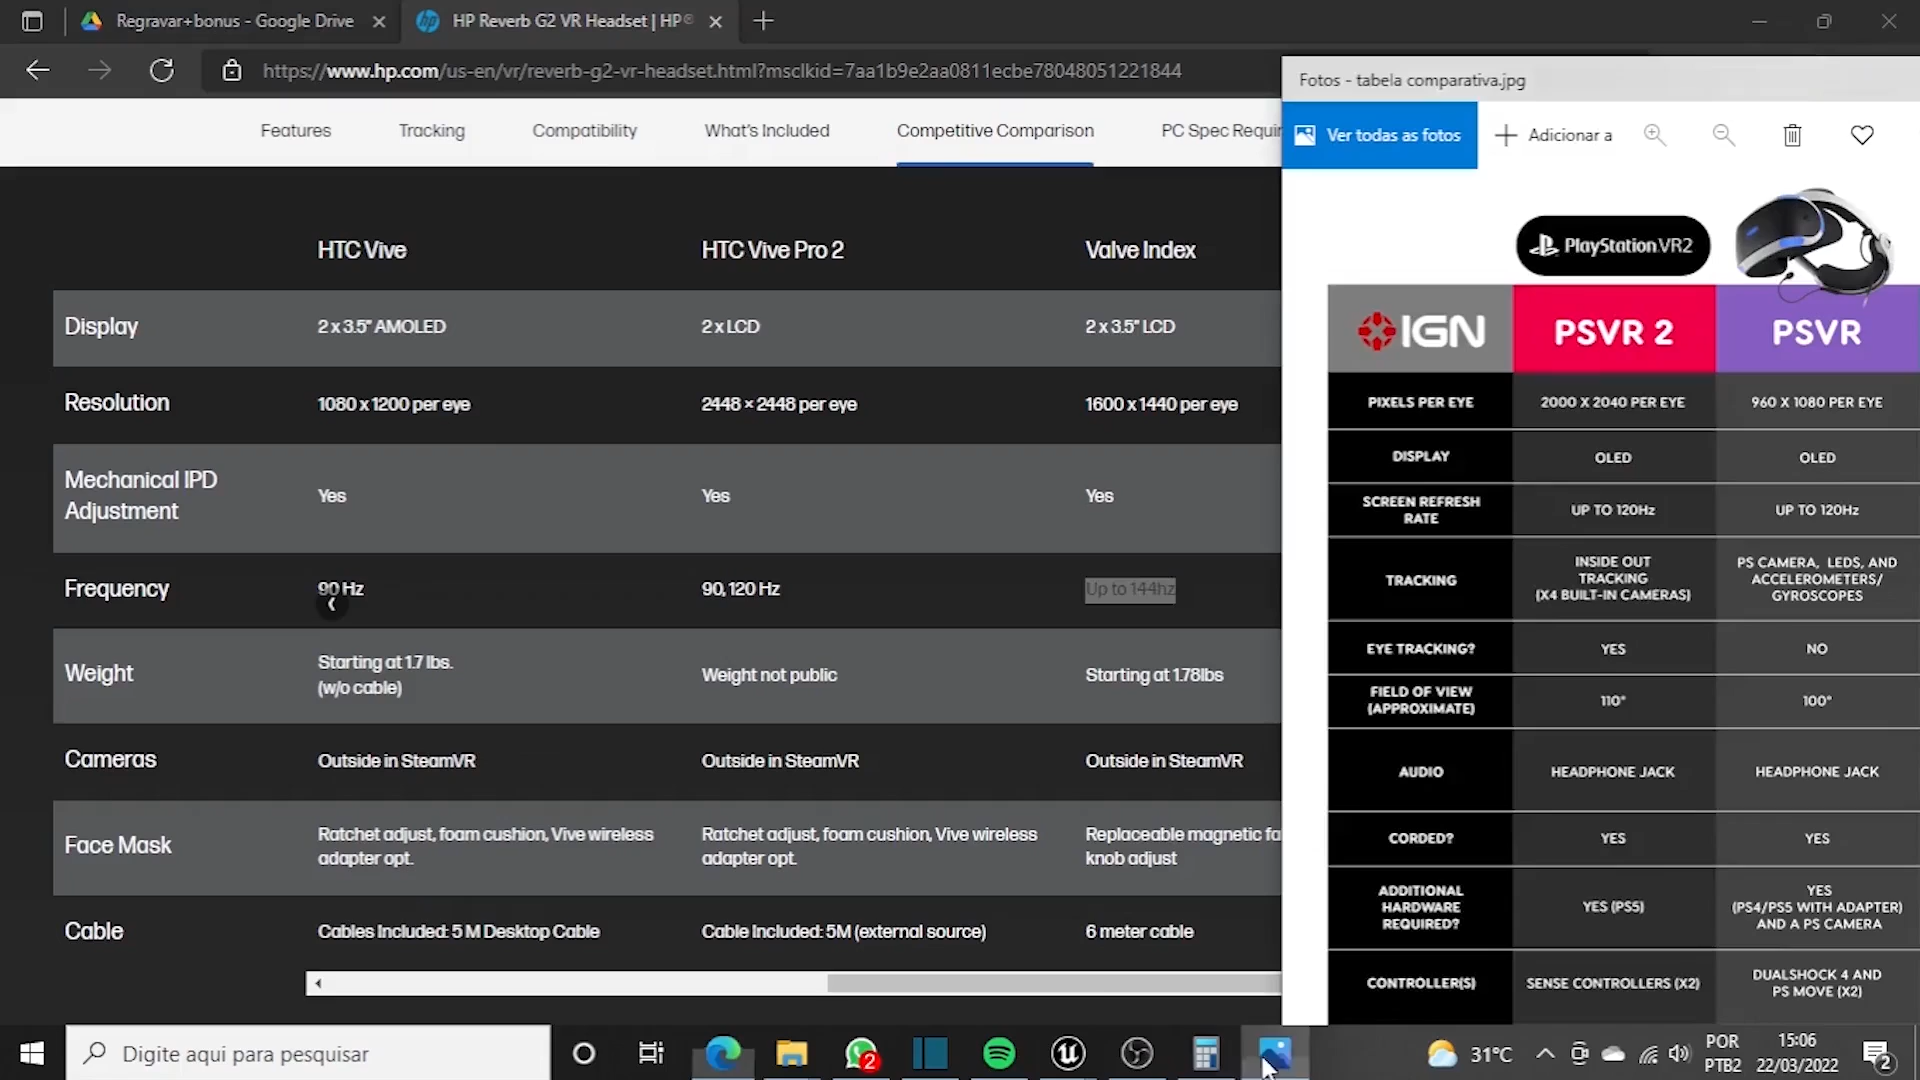 Regravar+bonus - Google Drive
HP Reverb G2 VR Headset | HP®
https://www.hp.com/us-en/vr/reverb-g2-vr-headset.html?msclkid=7aa1b9e2aa0811ecbe78048051221844
Features Tracking Compatibility What's Included Competitive Comparison PC Spec Requir
HTC Vive HTC Vive Pro 2 Valve Index
Display 2 x 3.5" AMOLED 2 x LCD 2 x 3.5" LCD
Resolution 1080 x 1200 per eye 2448 × 2448 per eye 1600 x 1440 per eye
Mechanical IPD
Adjustment
Yes Yes Yes
Frequency 90 Hz 90, 120 Hz Up to 144hz
Weight
Starting at 1.7 lbs.
(w/o cable)
Weight not public
Starting at 1.78lbs
Cameras Outside in SteamVR Outside in SteamVR Outside in SteamVR
Face Mask
Ratchet adjust, foam cushion, Vive wireless
adapter opt.
Ratchet adjust, foam cushion, Vive wireless
adapter opt.
Replaceable magnetic fa
knob adjust
Cable Cables Included: 5 M Desktop Cable Cable Included: 5M (external source) 6 meter cable
Fotos - tabela comparativa.jpg
Ver todas as fotos Adicionar a
PlayStation VR2
IGN PSVR 2 PSVR
PIXELS PER EYE 2000 X 2040 PER EYE 960 X 1080 PER EYE
DISPLAY OLED OLED
SCREEN REFRESH
RATE
UP TO 120Hz UP TO 120Hz
TRACKING
INSIDE OUT
TRACKING
(X4 BUILT-IN CAMERAS)
PS CAMERA, LEDS, AND
ACCELEROMETERS/
GYROSCOPES
EYE TRACKING? YES NO
FIELD OF VIEW
(APPROXIMATE)
110° 100°
AUDIO HEADPHONE JACK HEADPHONE JACK
CORDED? YES YES
ADDITIONAL
HARDWARE
REQUIRED?
YES (PS5)
YES
(PS4/PS5 WITH ADAPTER)
AND A PS CAMERA
CONTROLLER(S) SENSE CONTROLLERS (X2)
DUALSHOCK 4 AND
PS MOVE (X2)
Digite aqui para pesquisar
2
31°C
POR
PTB2
15:06
22/03/2022
2